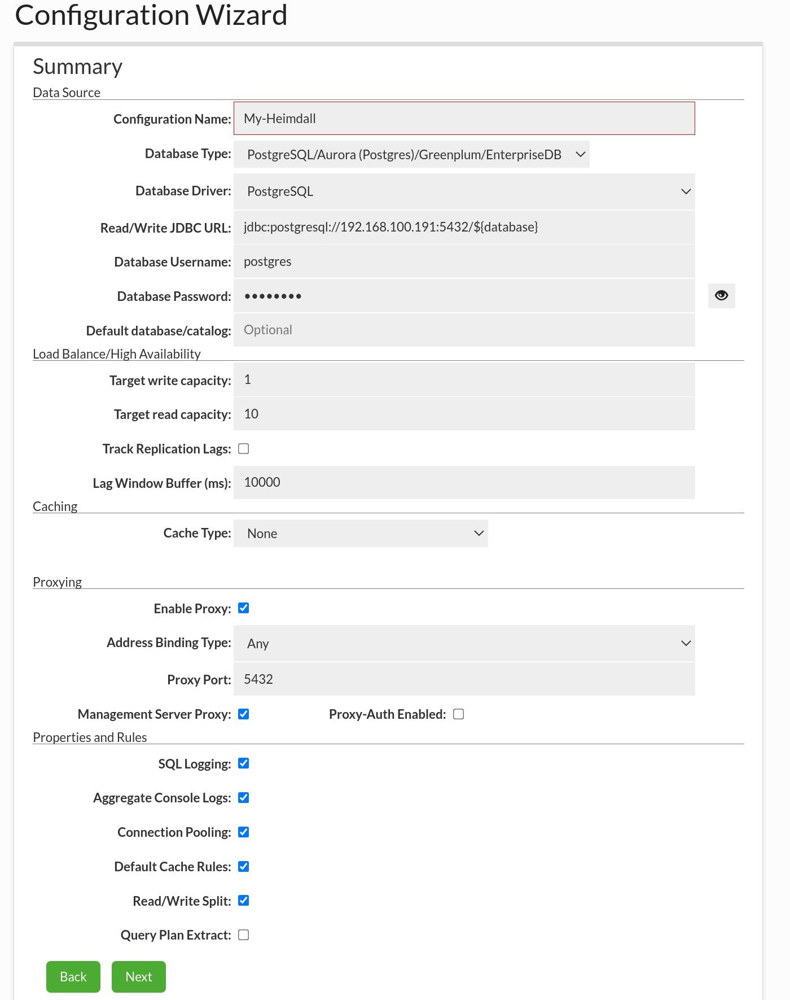 Configuration Wizard
Summary
Data Source
Configuration Name: My-Heimdall
Database Type: PostgreSQL/Aurora (Postgres)/Greenplum/EnterpriseDB
Database Driver: PostgreSQL
Read/Write JDBC URL: jdbc:postgresql://192.168.100.191:5432/${database}
Database Username: postgres
Database Password: ••••••••
Default database/catalog: Optional
Load Balance/High Availability
Target write capacity: 1
Target read capacity: 10
Track Replication Lags:
Lag Window Buffer (ms): 10000
Caching
Cache Type: None
Proxying
Enable Proxy:
Address Binding Type: Any
Proxy Port: 5432
Management Server Proxy: Proxy-Auth Enabled:
Properties and Rules
SQL Logging:
Aggregate Console Logs:
Connection Pooling:
Default Cache Rules:
Read/Write Split:
Query Plan Extract:
Back Next